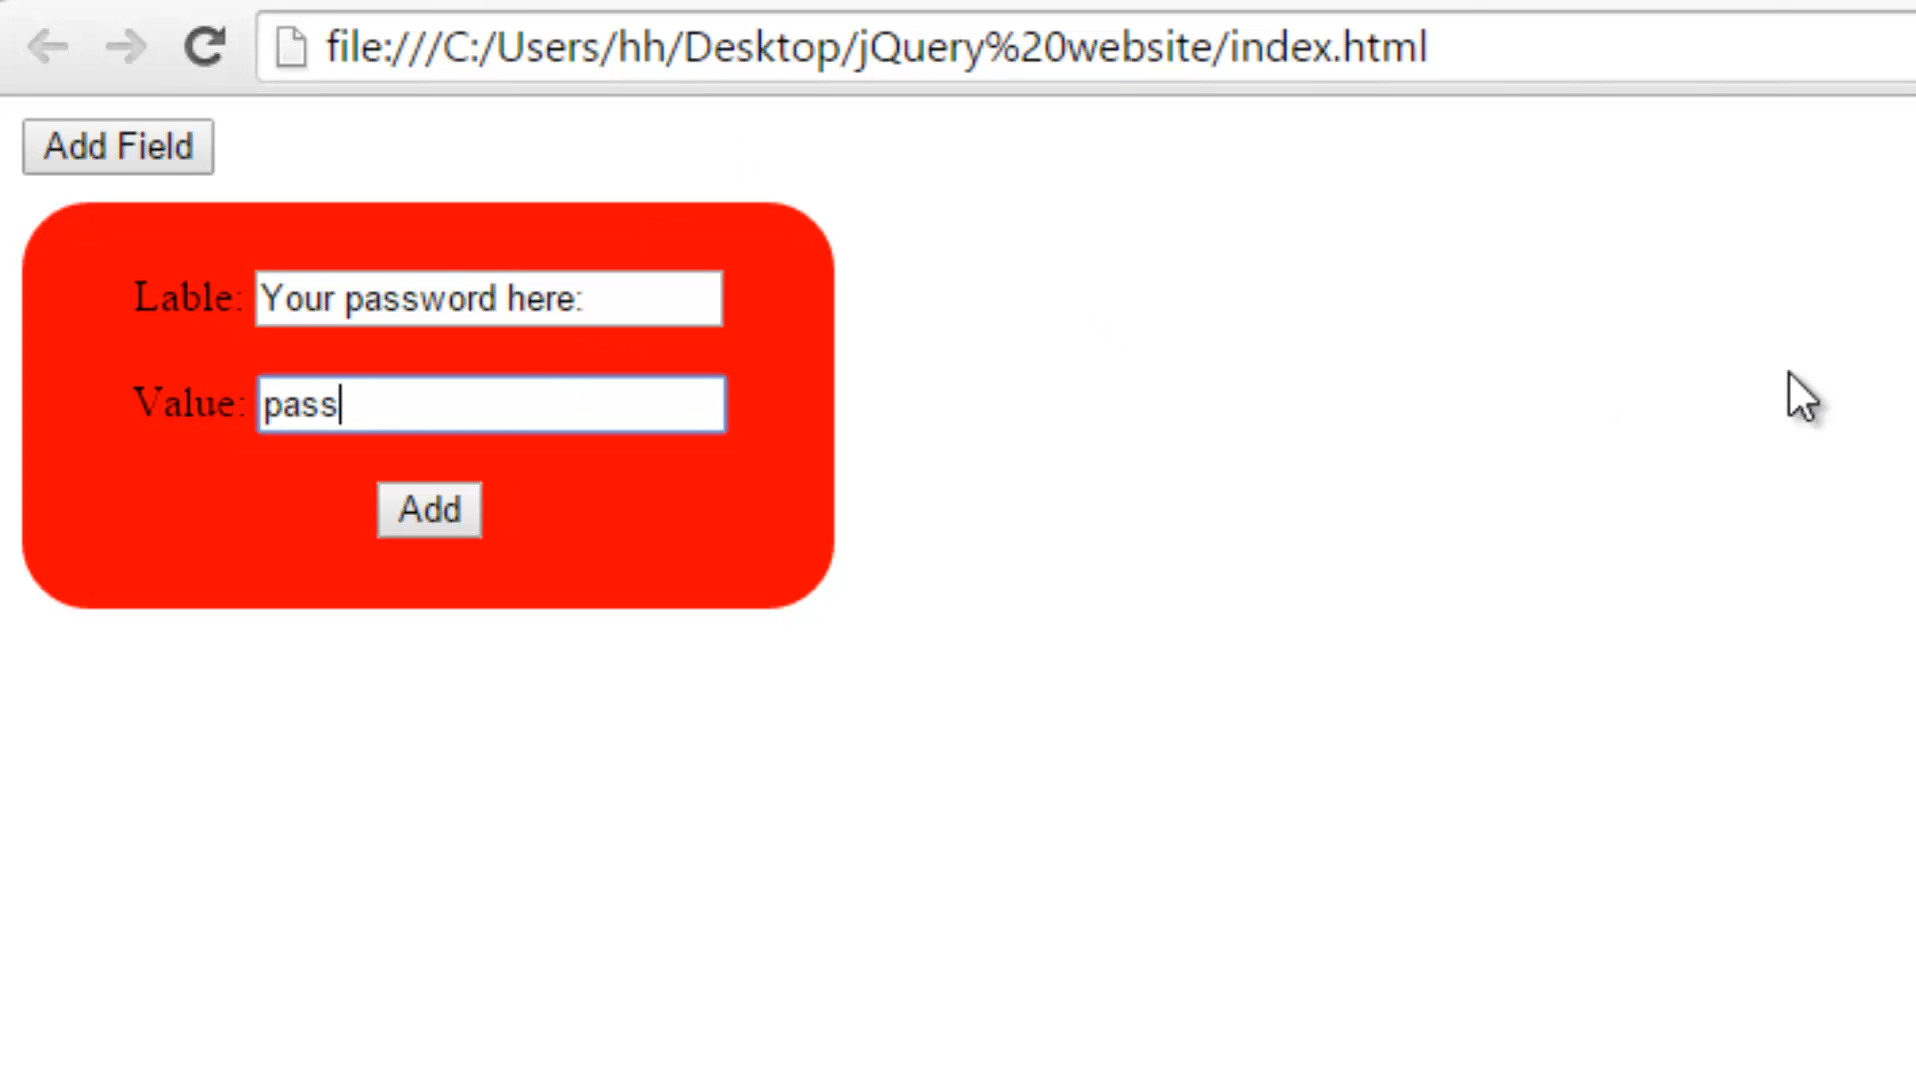 file:///C:/Users/hh/Desktop/jQuery%20website/index.html
Add Field
Lable: Your password here:
Value: pass
Add